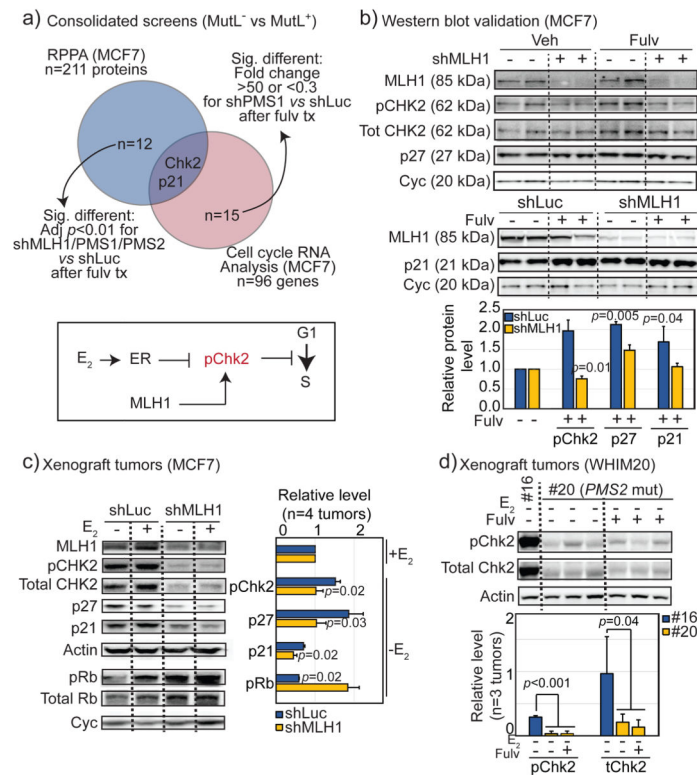 a) Consolidated screens (MutL- vs MutL+)
RPPA (MCF7)
n=211 proteins
Sig. different:
Fold change
>50 or <0.3
for shPMS1 vs shLuc
after fulv tx
n=12
Chk2
p21
n=15
Sig. different:
Adj p<0.01 for
shMLH1/PMS1/PMS2
vs shLuc
after fulv tx
Cell cycle RNA
Analysis (MCF7)
n=96 genes
E2
ER
pChk2
G1
S
MLH1
b) Western blot validation (MCF7)
Veh Fulv
shMLH1 - - + + - - + +
MLH1 (85 kDa)
pCHK2 (62 kDa)
Tot CHK2 (62 kDa)
p27 (27 kDa)
Cyc (20 kDa)
shLuc shMLH1
Fulv - - + + - - + +
MLH1 (85 kDa)
p21 (21 kDa)
Cyc (20 kDa)
Relative protein
level
2.5
2.0
1.5
1.0
0.5
0.0
shLuc
shMLH1
p=0.01
p=0.005
p=0.04
Fulv - - + + + + + +
pChk2 p27 p21
c) Xenograft tumors (MCF7)
shLuc shMLH1
E2 - + - +
MLH1
pCHK2
Total CHK2
p27
p21
Actin
pRb
Total Rb
Cyc
Relative level
(n=4 tumors)
0 1 2
+E2
pChk2
p=0.02
p27
p=0.03
p21
p=0.02
pRb
p=0.02
-E2
shLuc
shMLH1
d) Xenograft tumors (WHIM20)
#16
#20 (PMS2 mut)
E2 - - - - - - -
Fulv - - - - + + +
pChk2
Total Chk2
Actin
Relative level
(n=3 tumors)
2
1
0
#16
#20
p<0.001
p=0.04
E2 - - - - - -
Fulv - - + - - +
pChk2 tChk2